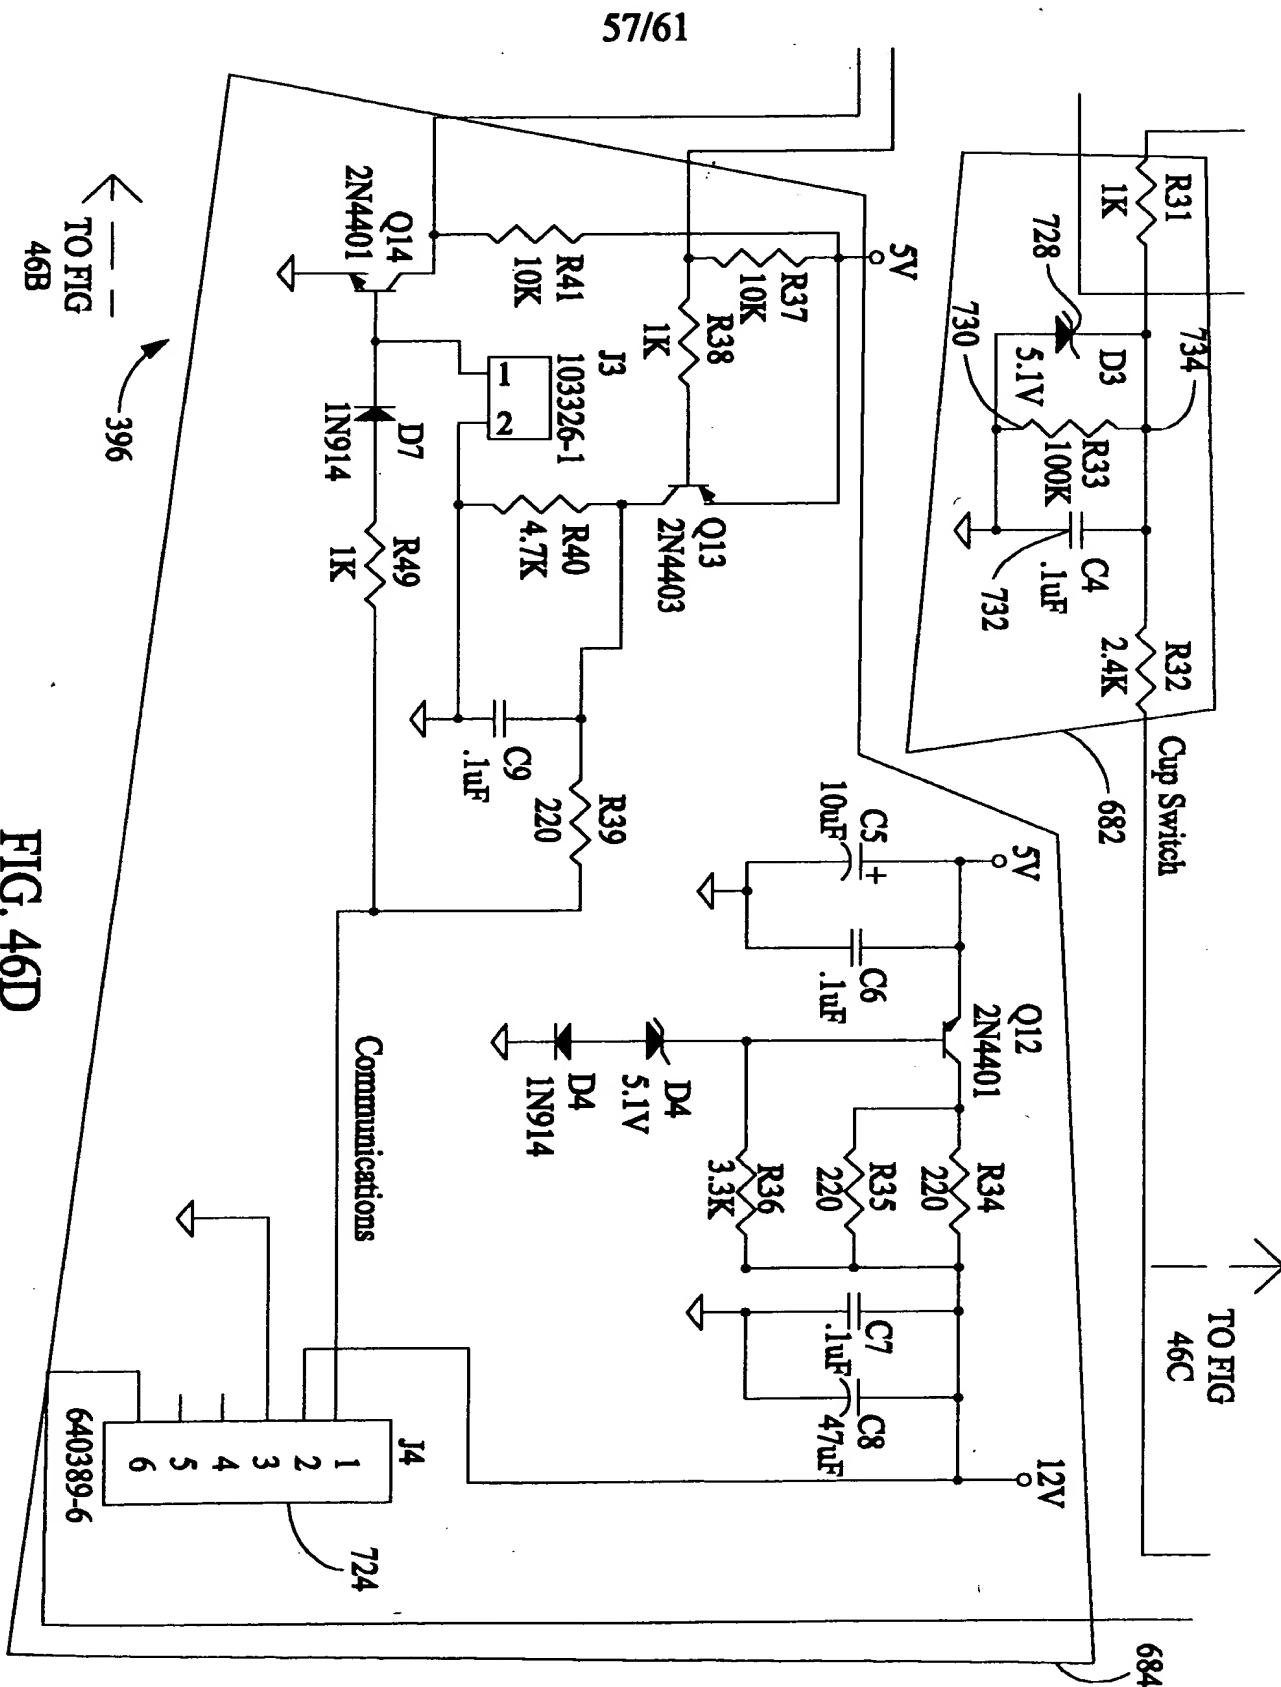 57/61
R31
1K
728
D3
5.1V
730
734
R33
100K
C4
.1uF
732
R32
2.4K
682
Cup Switch
TO FIG
46C
5V
R37
10K
R38
1K
R41
10K
Q14
2N4401
J3
103326-1
1
2
Q13
2N4403
D7
1N914
R40
4.7K
R49
1K
C9
.1uF
R39
220
TO FIG
46B
396
5V
C5
10uF
+
C6
.1uF
Q12
2N4401
D4
5.1V
D4
1N914
R34
220
R35
220
R36
3.3K
C7
.1uF
C8
47uF
12V
Communications
J4
1
2
3
4
5
6
640389-6
724
684
FIG. 46D